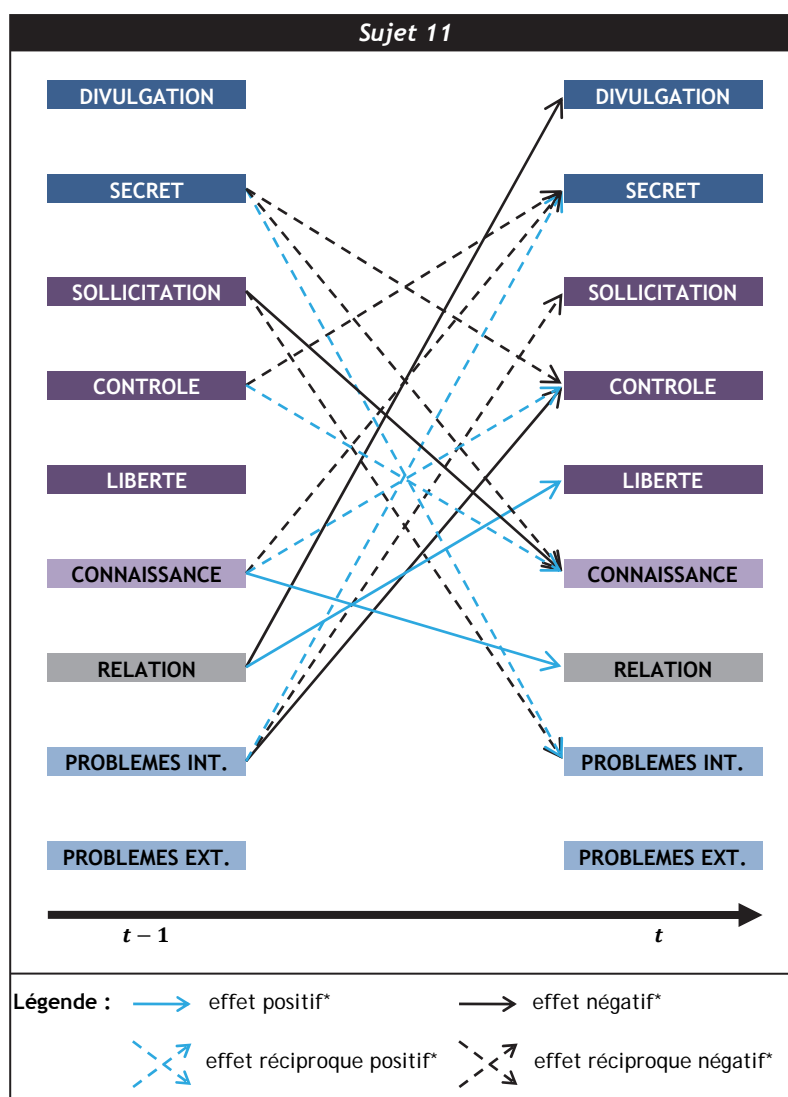 Sujet 11
DIVULGATION DIVULGATION
SECRET SECRET
SOLLICITATION SOLLICITATION
CONTROLE CONTROLE
LIBERTE LIBERTE
CONNAISSANCE CONNAISSANCE
RELATION RELATION
PROBLEMES INT. PROBLEMES INT.
PROBLEMES EXT. PROBLEMES EXT.
t − 1 t
Légende : effet positif* effet négatif*
effet réciproque positif* effet réciproque négatif*